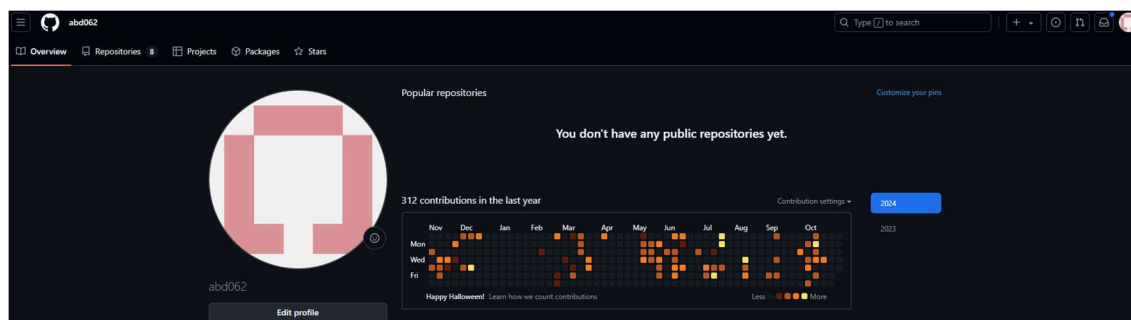 abd062
Type / to search
Overview
Repositories 8
Projects
Packages
Stars
Popular repositories
Customize your pins
You don't have any public repositories yet.
312 contributions in the last year
Contribution settings
2024
2023
Nov Dec Jan Feb Mar Apr May Jun Jul Aug Sep Oct
Mon
Wed
Fri
Happy Halloween! Learn how we count contributions
Less More
abd062
Edit profile